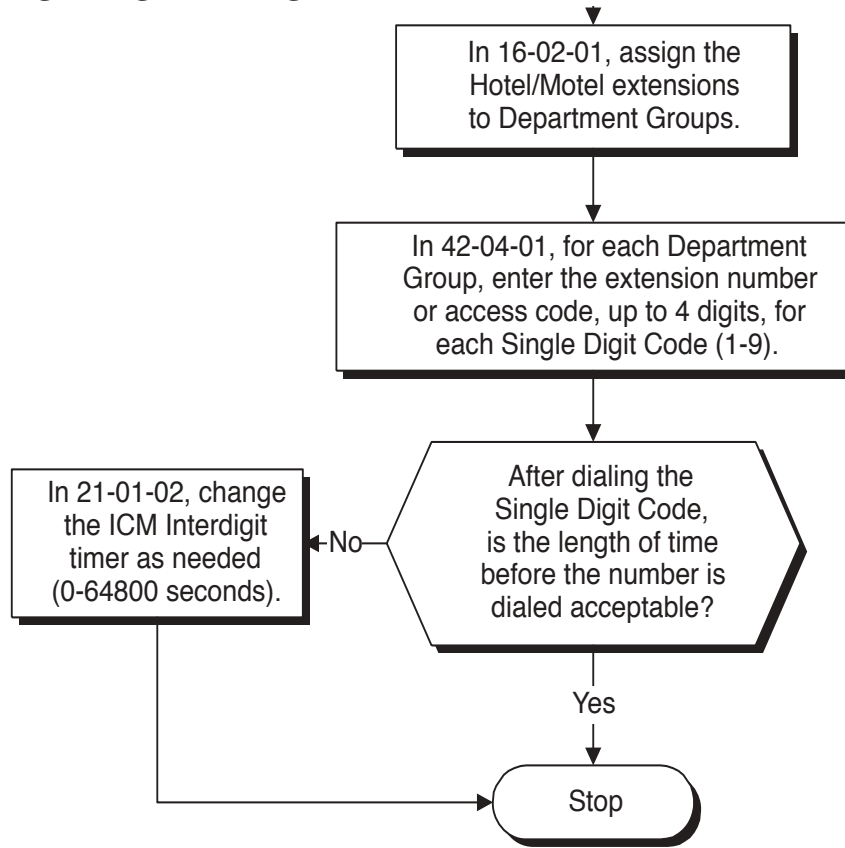 In 16-02-01, assign the
Hotel/Motel extensions
to Department Groups.
In 42-04-01, for each Department
Group, enter the extension number
or access code, up to 4 digits, for
each Single Digit Code (1-9).
After dialing the
Single Digit Code,
is the length of time
before the number is
dialed acceptable?
No
In 21-01-02, change
the ICM Interdigit
timer as needed
(0-64800 seconds).
Yes
Stop